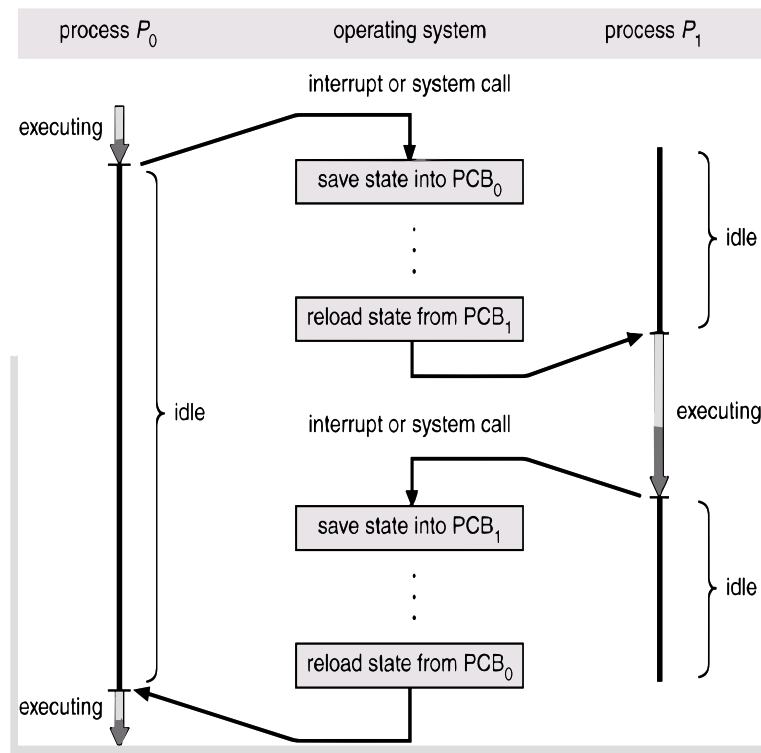 process P0 operating system process P1
interrupt or system call
executing
save state into PCB0
idle
reload state from PCB1
idle
executing
interrupt or system call
save state into PCB1
idle
reload state from PCB0
executing